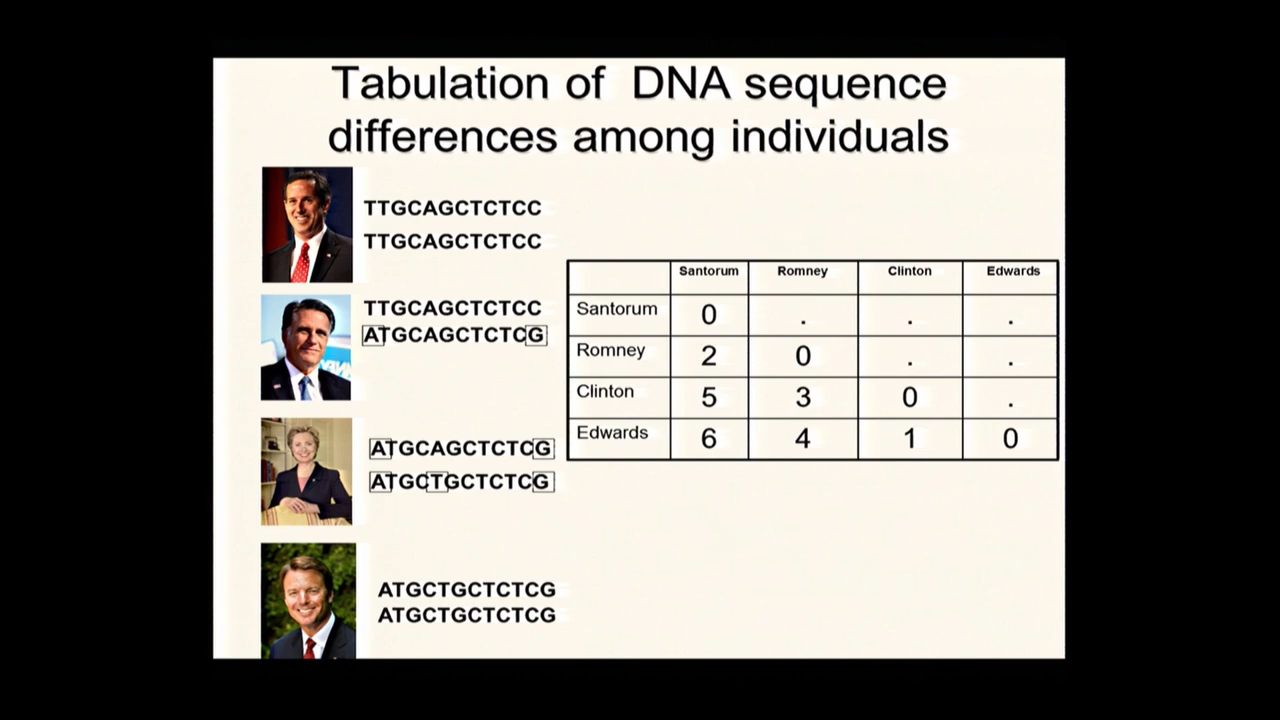 Tabulation of DNA sequence
differences among individuals
TTGCAGCTCTCC
TTGCAGCTCTCC
TTGCAGCTCTCC
ATGCAGCTCTCG
ATGCAGCTCTCG
ATGCTGCTCTCG
ATGCTGCTCTCG
ATGCTGCTCTCG
Santorum Romney Clinton Edwards
Santorum 0 . . .
Romney 2 0 . .
Clinton 5 3 0 .
Edwards 6 4 1 0